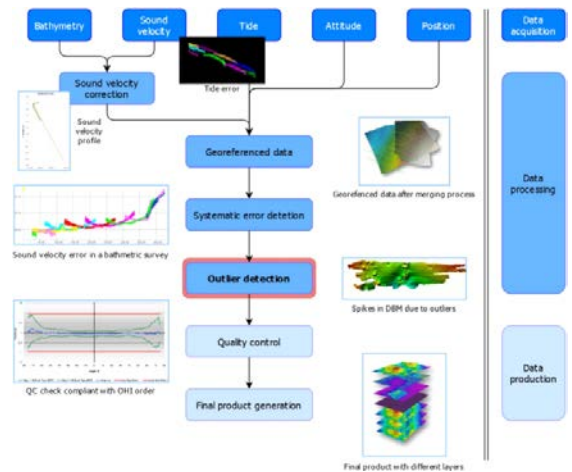 Bathymetry
Sound
velocity
Tide
Attitude
Position
Data
acquisition
Sound velocity
correction
Tide error
Sound
velocity
profile
Georeferenced data
Georefenced data after merging process
Data
processing
Systematic error detetion
Sound velocity error in a bathmetric survey
Outlier detection
Spikes in DBM due to outliers
Quality control
QC check compliant with OHI order
Data
production
Final product generation
Final product with different layers